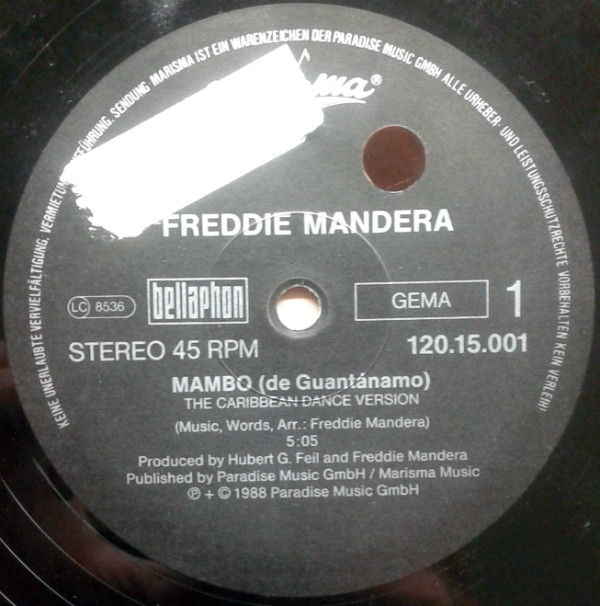 KEINE UNERLAUBTE VERVIELFÄLTIGUNG, VERMIETUNG, SENDUNG MARISMA IST EIN WARENZEICHEN DER PARADISE MUSIC GMBH ALLE URHEBER- UND LEISTUNGSSCHUTZRECHTE VORBEHALTEN KEIN VERLEIH!
®
FREDDIE MANDERA
LC 8536
bellaphon
GEMA
1
STEREO 45 RPM
120.15.001
MAMBO (de Guantánamo)
THE CARIBBEAN DANCE VERSION
(Music, Words, Arr.: Freddie Mandera)
5:05
Produced by Hubert G. Feil and Freddie Mandera
Published by Paradise Music GmbH / Marisma Music
℗ + © 1988 Paradise Music GmbH